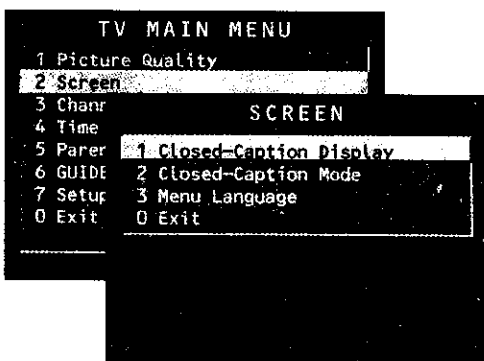 TV MAIN MENU
1 Picture Quality
2 Screen
3 Chann
4 Time
5 Paren
6 GUIDE
7 Setup
0 Exit
SCREEN
1 Closed-Caption Display
2 Closed-Caption Mode
3 Menu Language
0 Exit